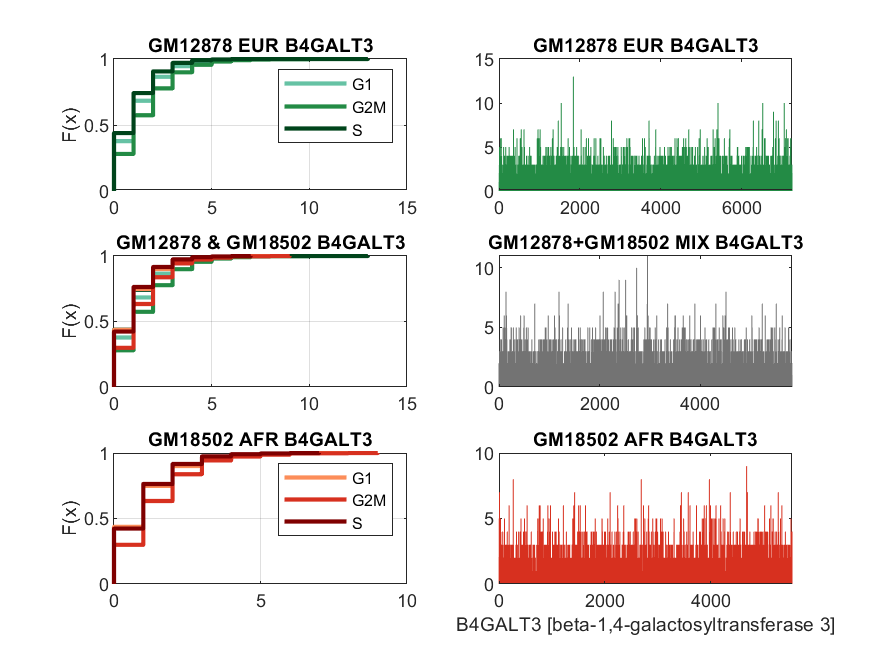 GM12878 EUR B4GALT3
F(x)
1
0.5
0
0 5 10 15
G1
G2M
S
GM12878 EUR B4GALT3
15
10
5
0
0 2000 4000 6000
GM12878 & GM18502 B4GALT3
F(x)
1
0.5
0
0 5 10 15
GM12878+GM18502 MIX B4GALT3
10
5
0
0 2000 4000
GM18502 AFR B4GALT3
F(x)
1
0.5
0
0 5 10
G1
G2M
S
GM18502 AFR B4GALT3
10
5
0
0 2000 4000
B4GALT3 [beta-1,4-galactosyltransferase 3]